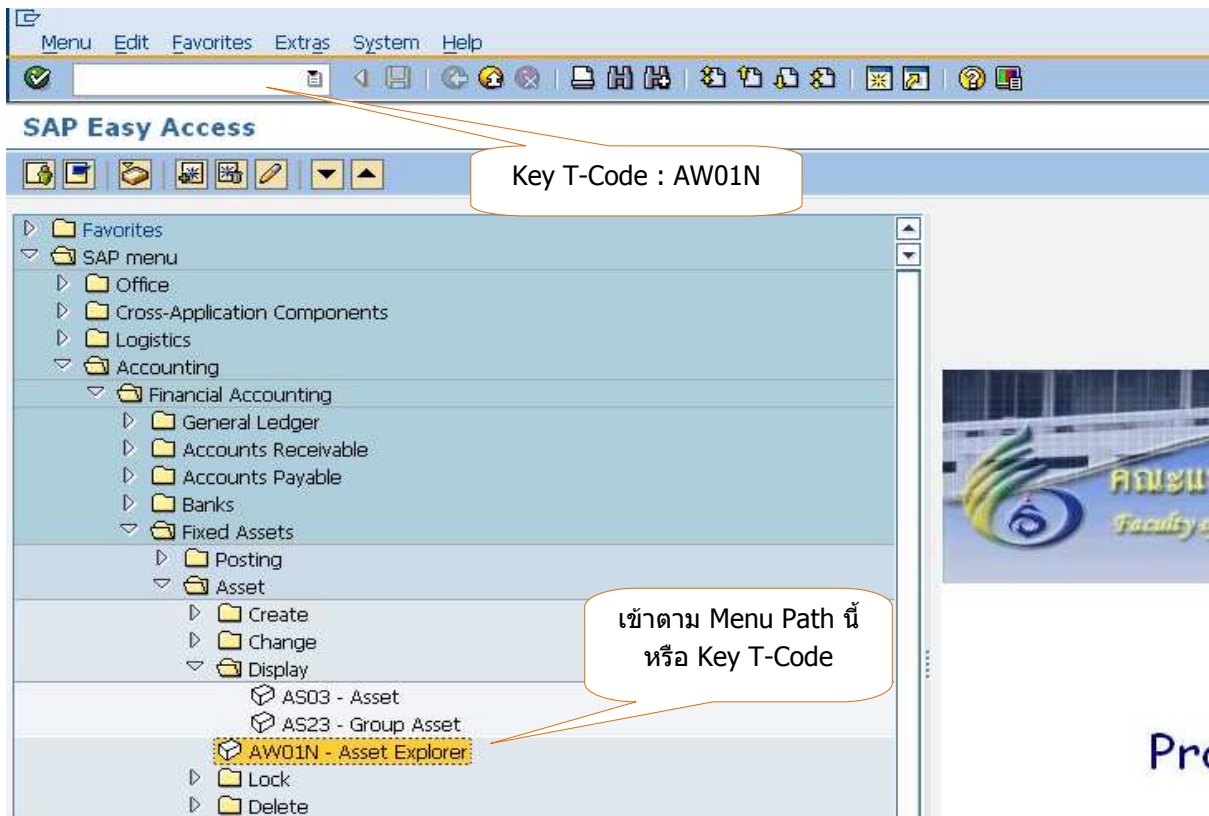 Menu Edit Favorites Extras System Help
SAP Easy Access
Key T-Code : AW01N
Favorites
SAP menu
Office
Cross-Application Components
Logistics
Accounting
Financial Accounting
General Ledger
Accounts Receivable
Accounts Payable
Banks
Fixed Assets
Posting
Asset
Create
Change
Display
AS03 - Asset
AS23 - Group Asset
AW01N - Asset Explorer
Lock
Delete
เข้าตาม Menu Path นี้
หรือ Key T-Code
Faculty